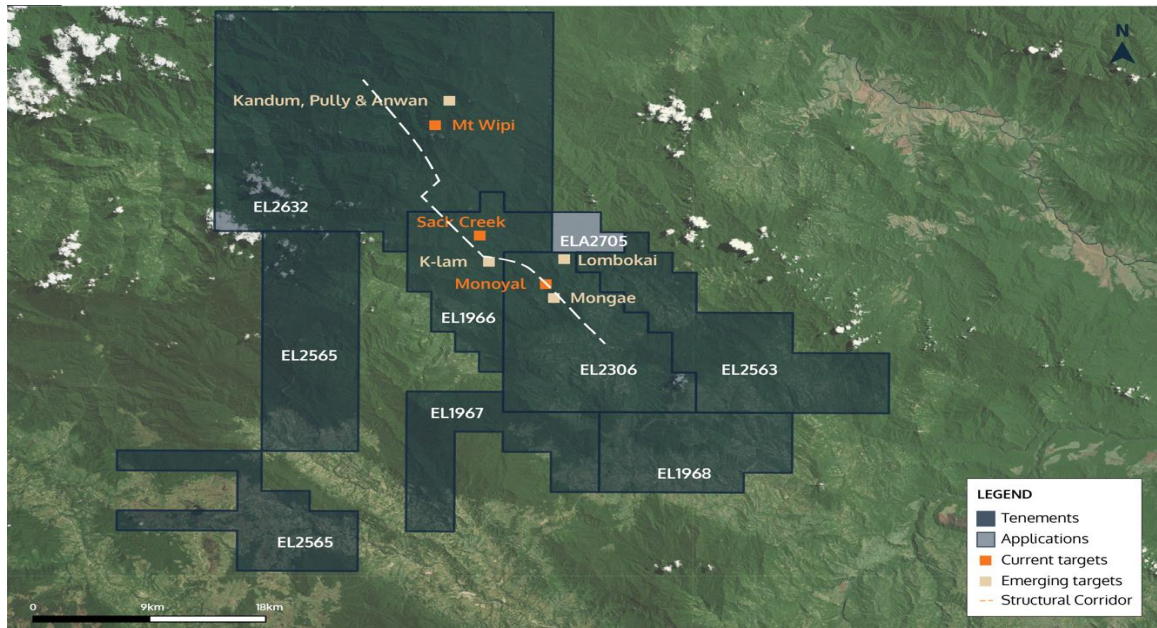 N
Kandum, Pully & Anwan
Mt Wipi
EL2632
Sack Creek
ELA2705
K-lam
Lombokai
Monoyal
Mongae
EL1966
EL2565
EL2306
EL2563
EL1967
EL1968
EL2565
LEGEND
Tenements
Applications
Current targets
Emerging targets
Structural Corridor
0 9km 18km